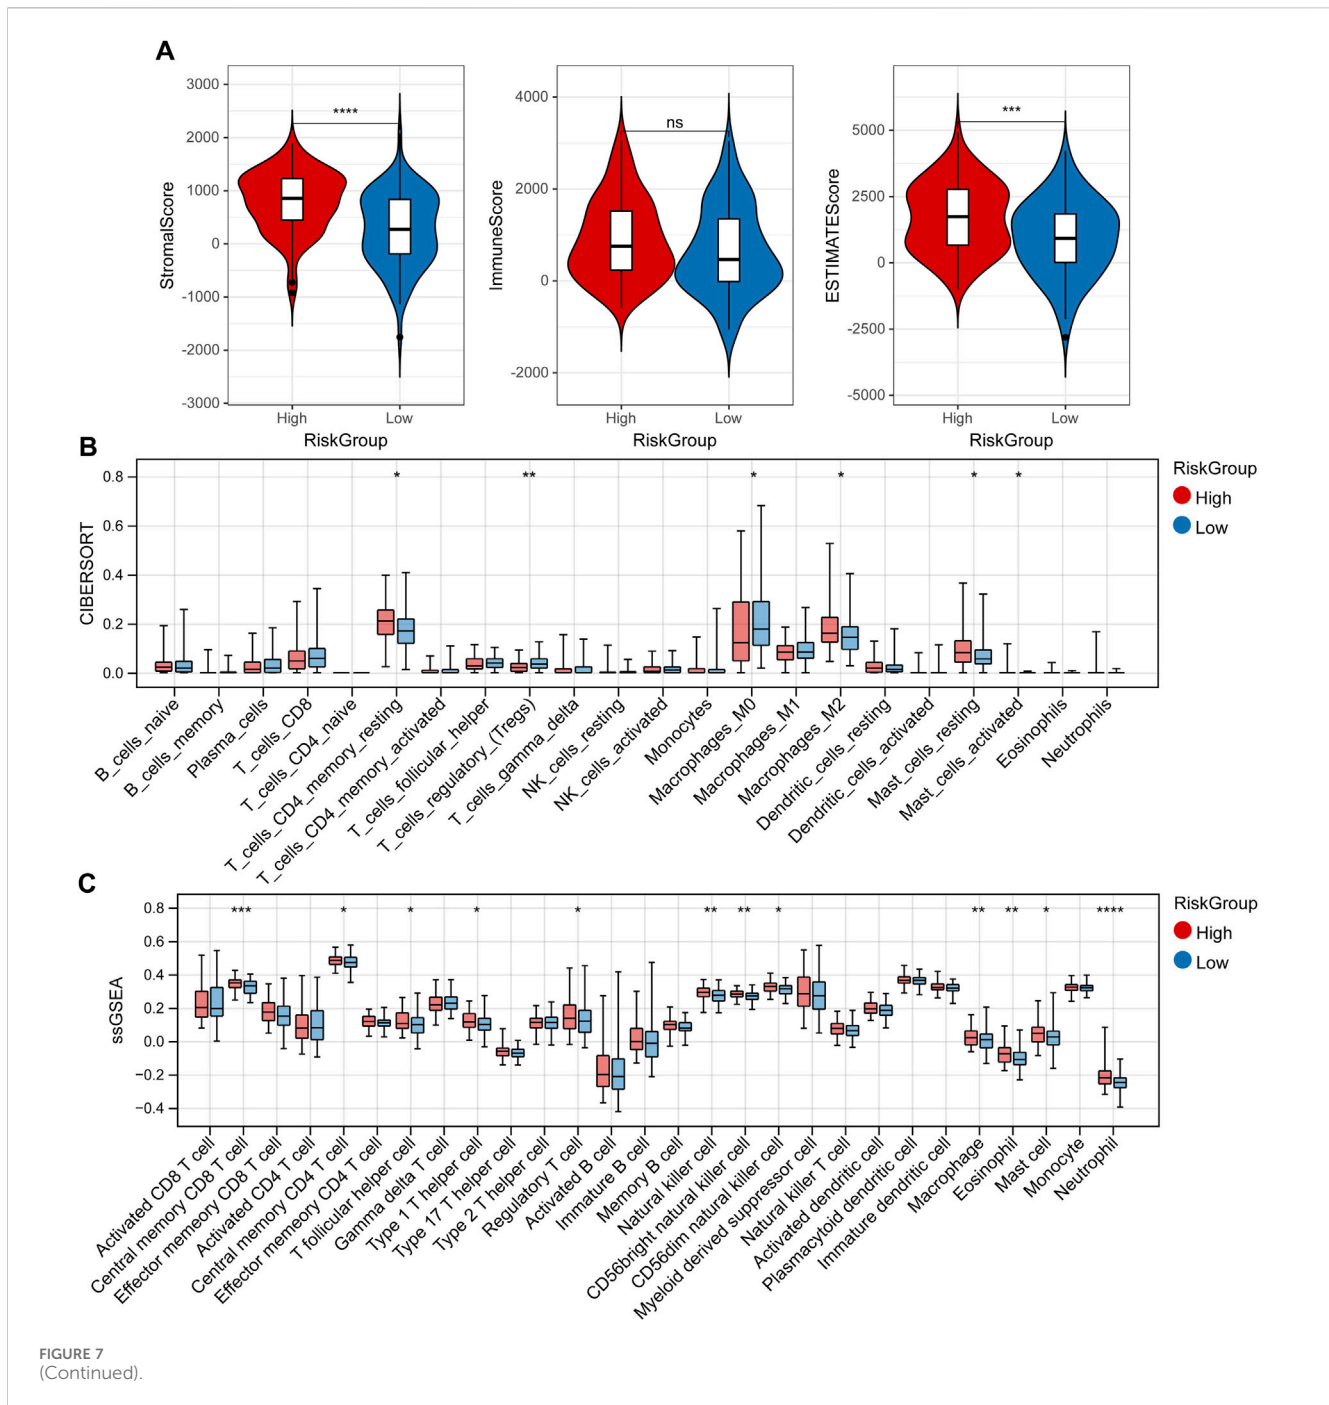 A
StromalScore
3000
2000
1000
0
-1000
-2000
-3000
****
High
Low
RiskGroup
ImmuneScore
4000
2000
0
-2000
ns
High
Low
RiskGroup
ESTIMATEScore
5000
2500
0
-2500
-5000
***
High
Low
RiskGroup
B
CIBERSORT
0.8
0.6
0.4
0.2
0.0
* ** * * * *
RiskGroup
High
Low
B_cells_naive
B_cells_memory
Plasma_cells
T_cells_CD8
T_cells_CD4_naive
T_cells_CD4_memory_resting
T_cells_CD4_memory_activated
T_cells_follicular_helper
T_cells_regulatory_(Tregs)
T_cells_gamma_delta
NK_cells_resting
NK_cells_activated
Monocytes
Macrophages_M0
Macrophages_M1
Macrophages_M2
Dendritic_cells_resting
Dendritic_cells_activated
Mast_cells_resting
Mast_cells_activated
Eosinophils
Neutrophils
C
ssGSEA
0.8
0.6
0.4
0.2
0.0
−0.2
−0.4
*** * * * * ** ** * ** ** * ****
RiskGroup
High
Low
Activated CD8 T cell
Central memory CD8 T cell
Effector memeory CD8 T cell
Activated CD4 T cell
Central memory CD4 T cell
Effector memory CD4 T cell
T follicular helper cell
Gamma delta T cell
Type 1 T helper cell
Type 17 T helper cell
Type 2 T helper cell
Regulatory T cell
Activated B cell
Immature B cell
Memory B cell
Natural killer cell
CD56bright natural killer cell
CD56dim natural killer cell
Myeloid derived suppressor cell
Natural killer T cell
Activated dendritic cell
Plasmacytoid dendritic cell
Immature dendritic cell
Macrophage
Eosinophil
Mast cell
Monocyte
Neutrophil
FIGURE 7
(Continued).